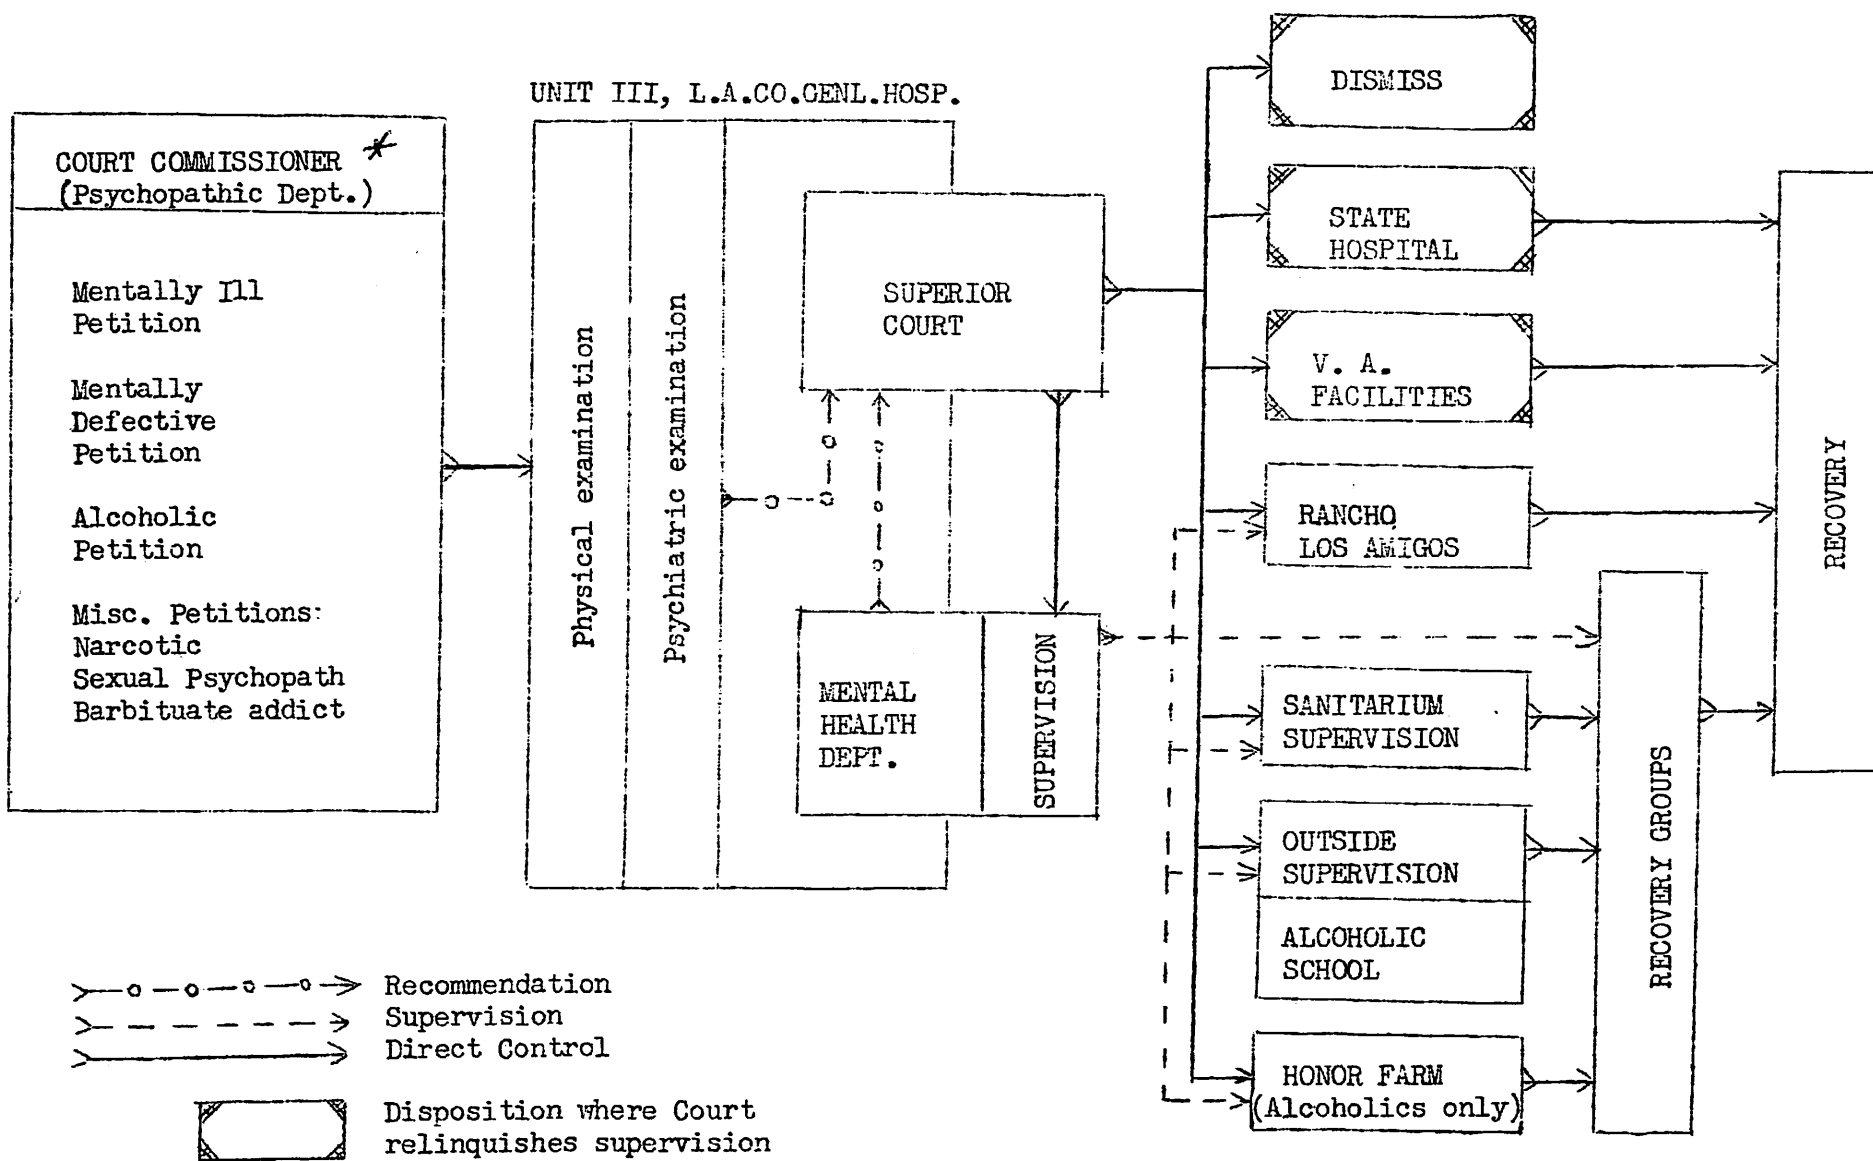 UNIT III, L.A.CO.GENL.HOSP.
COURT COMMISSIONER *
(Psychopathic Dept.)
Mentally Ill
Petition
Mentally
Defective
Petition
Alcoholic
Petition
Misc. Petitions:
Narcotic
Sexual Psychopath
Barbituate addict
Physical examination
Psychiatric examination
SUPERIOR
COURT
MENTAL
HEALTH
DEPT.
SUPERVISION
DISMISS
STATE
HOSPITAL
V. A.
FACILITIES
RANCHO
LOS AMIGOS
SANITARIUM
SUPERVISION
OUTSIDE
SUPERVISION
ALCOHOLIC
SCHOOL
HONOR FARM
(Alcoholics only)
RECOVERY GROUPS
RECOVERY
Recommendation
Supervision
Direct Control
Disposition where Court
relinquishes supervision